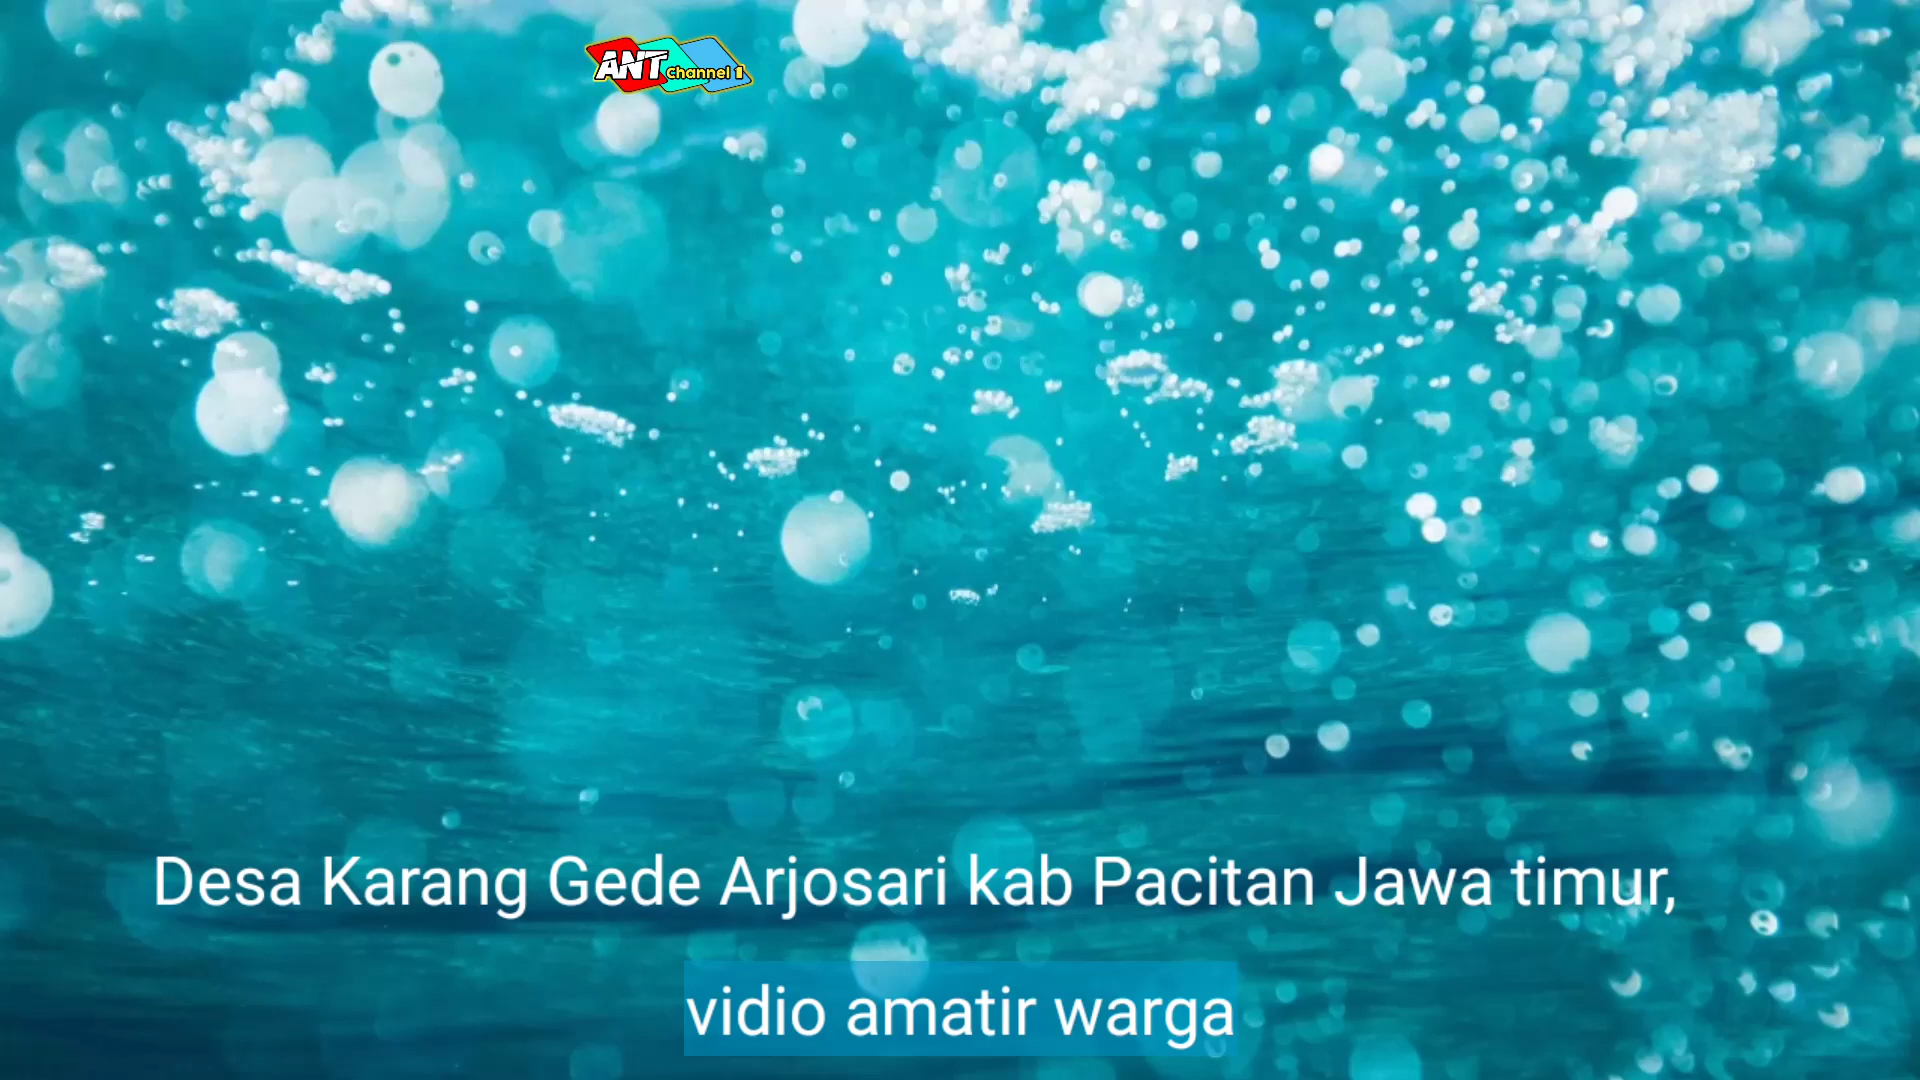 ANT Channel 1
Desa Karang Gede Arjosari kab Pacitan Jawa timur,
vidio amatir warga